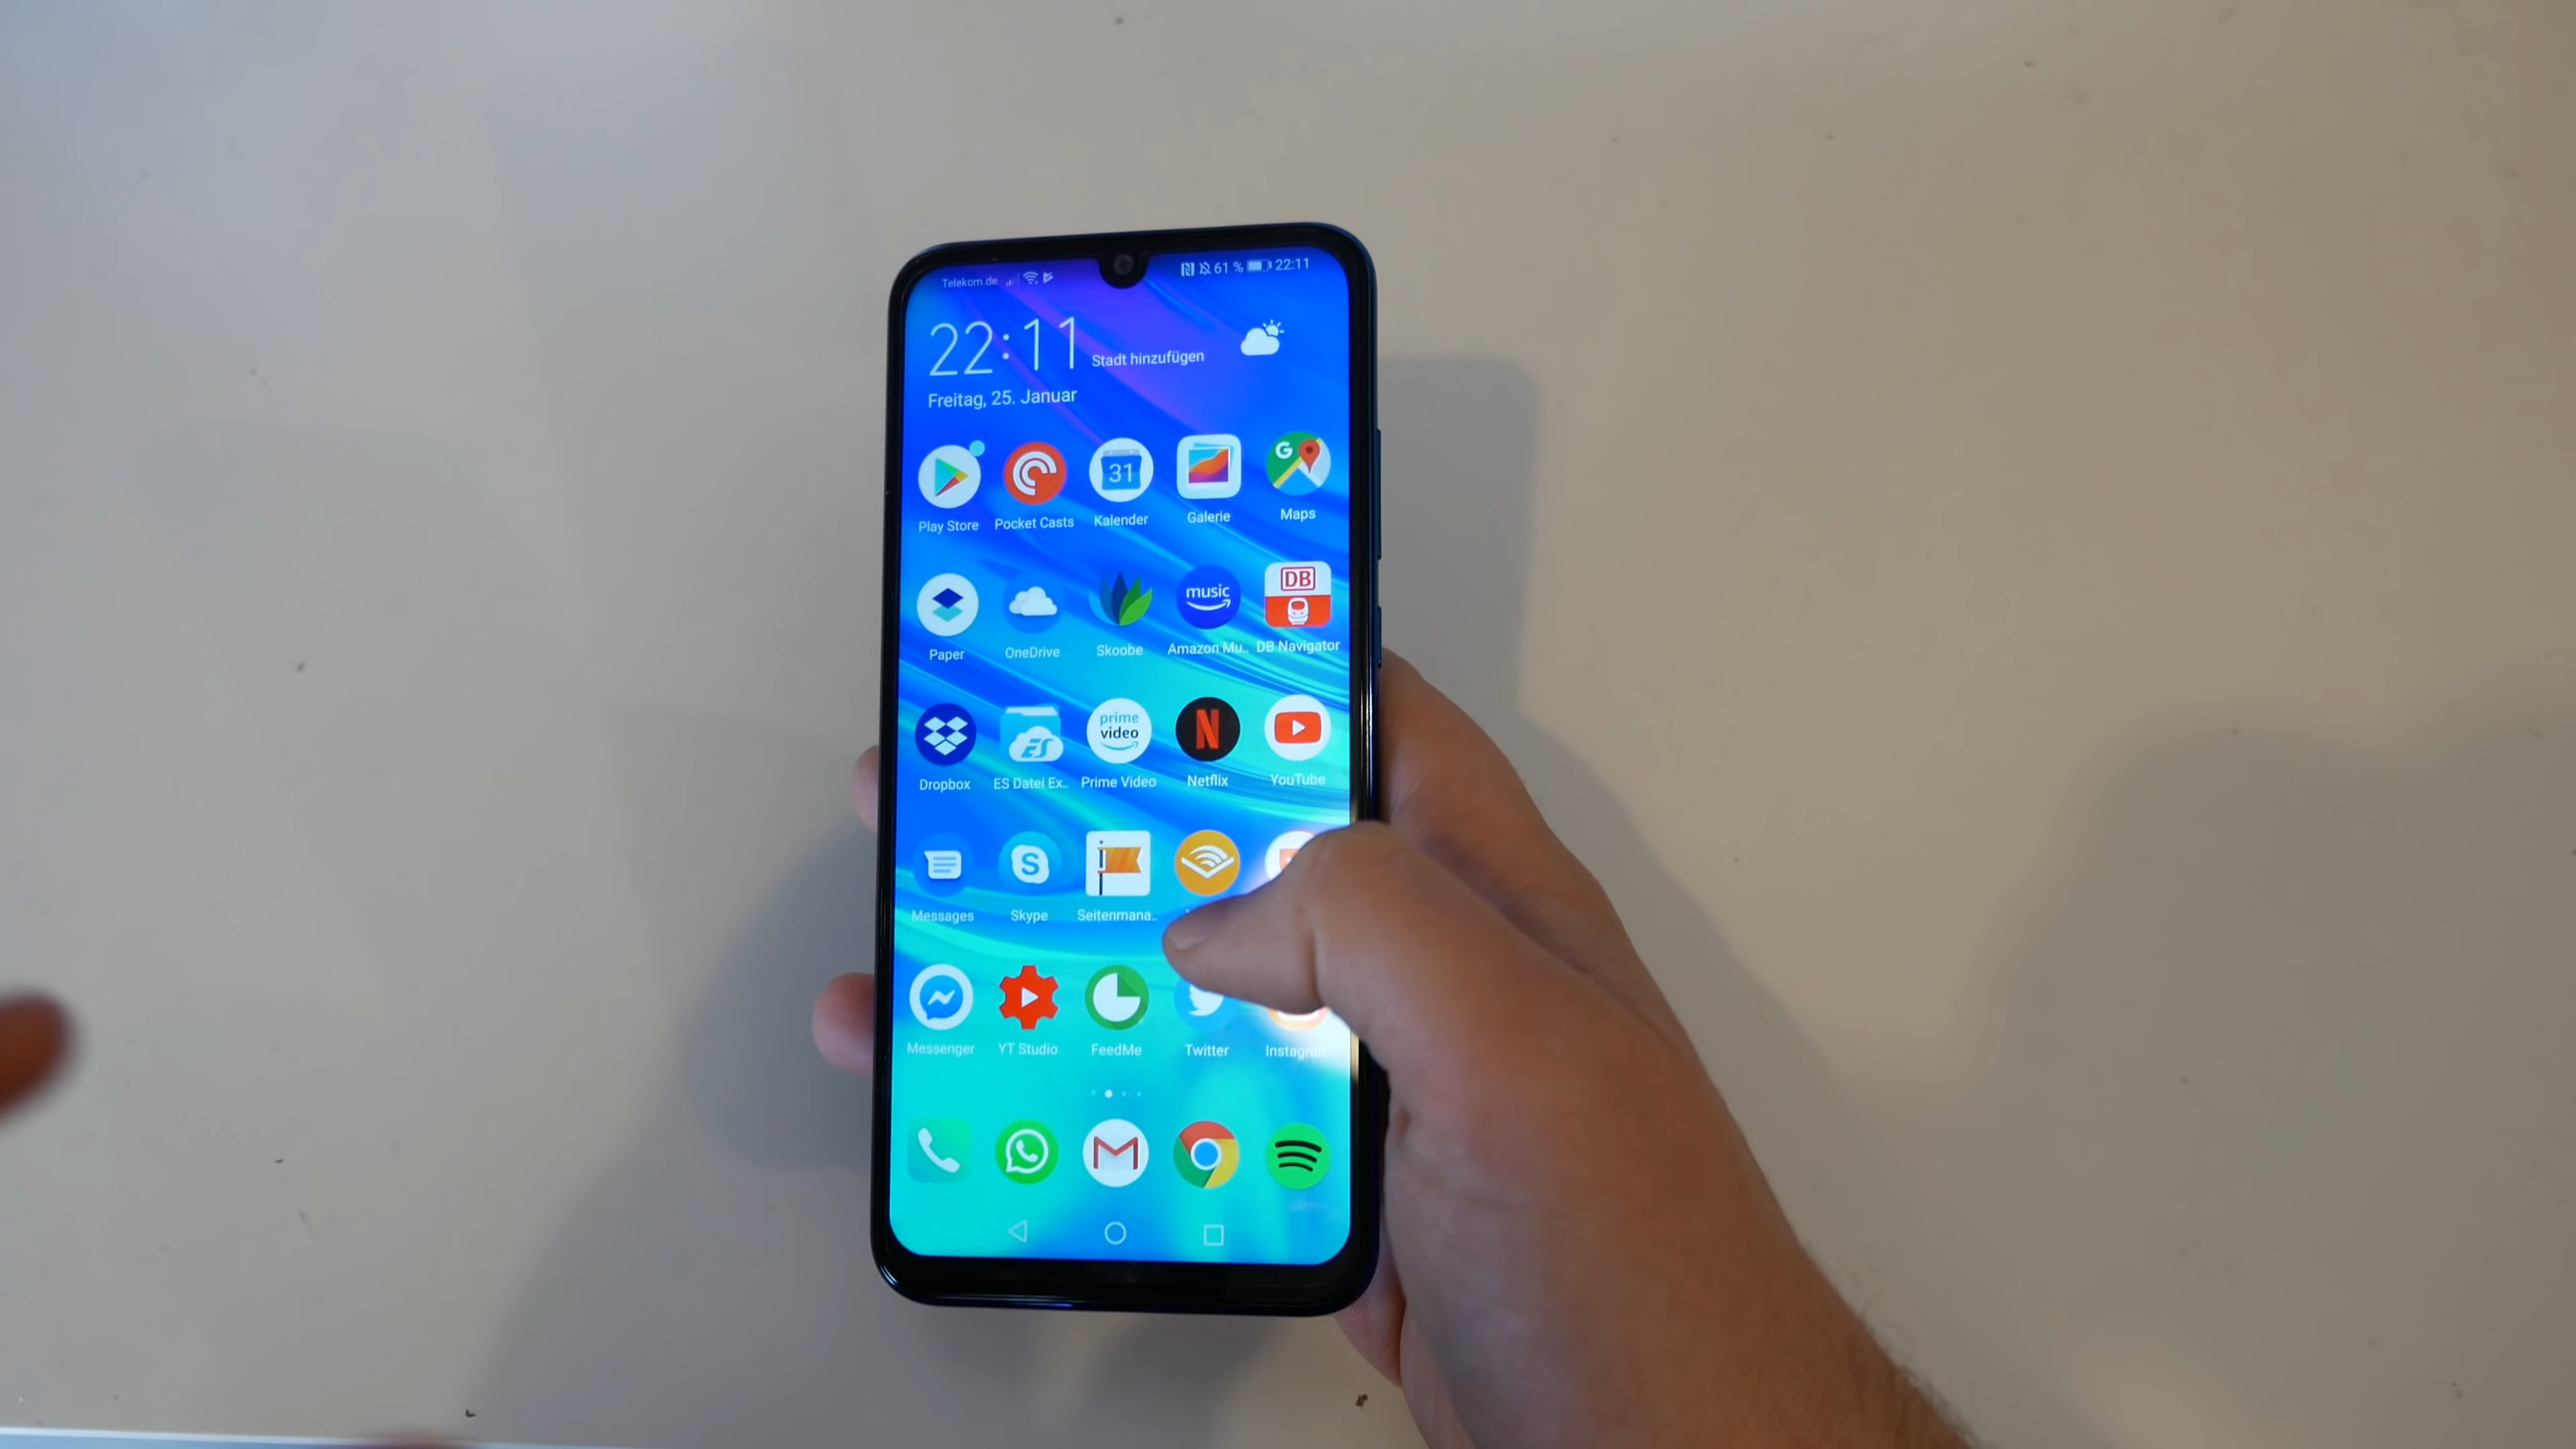 Telekom.de 61 % 22:11
22:11 Stadt hinzufügen
Freitag, 25. Januar
31
G
Play Store Pocket Casts Kalender Galerie Maps
music DB
Paper OneDrive Skoobe Amazon Mu.. DB Navigator
ES prime video N
Dropbox ES Datei Ex.. Prime Video Netflix YouTube
S
Messages Skype Seitenmana..
Messenger YT Studio FeedMe Twitter Instagram